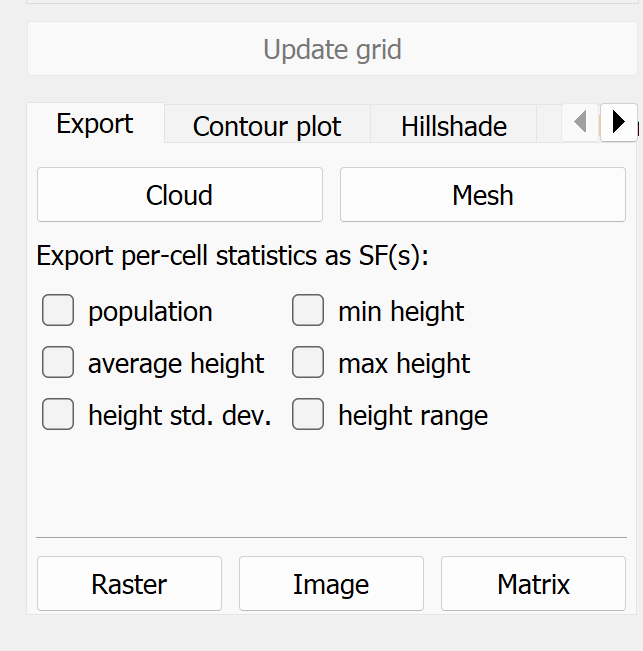 Update grid
Export Contour plot Hillshade
Cloud Mesh
Export per-cell statistics as SF(s):
population min height
average height max height
height std. dev. height range
Raster Image Matrix